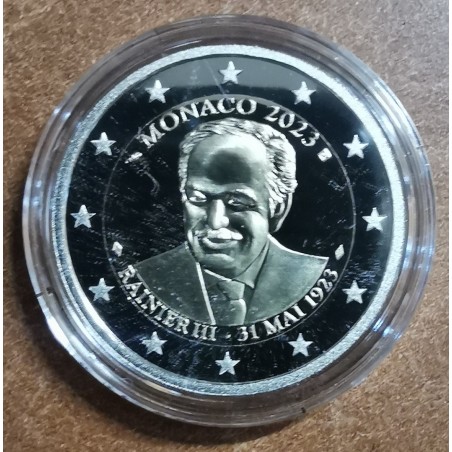 MONACO 2023
RAINIER III - 31 MAI 1923